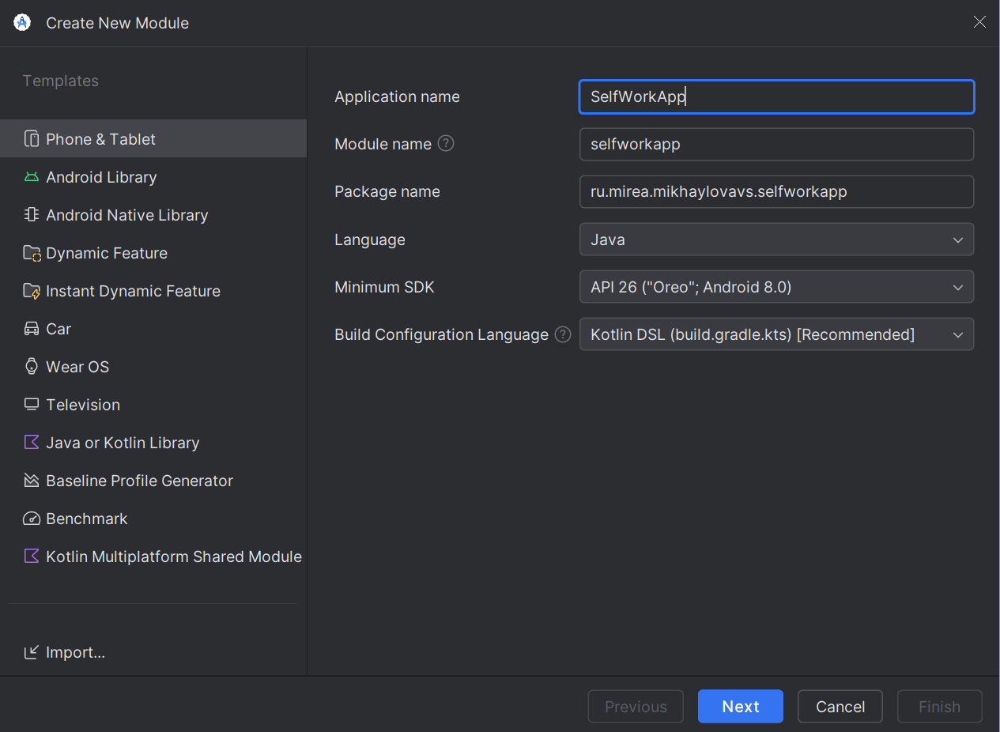 Create New Module
Templates
Phone & Tablet
Android Library
Android Native Library
Dynamic Feature
Instant Dynamic Feature
Car
Wear OS
Television
Java or Kotlin Library
Baseline Profile Generator
Benchmark
Kotlin Multiplatform Shared Module
Import...
Application name SelfWorkApp
Module name ? selfworkapp
Package name ru.mirea.mikhaylovavs.selfworkapp
Language Java
Minimum SDK API 26 ("Oreo"; Android 8.0)
Build Configuration Language ? Kotlin DSL (build.gradle.kts) [Recommended]
Previous Next Cancel Finish